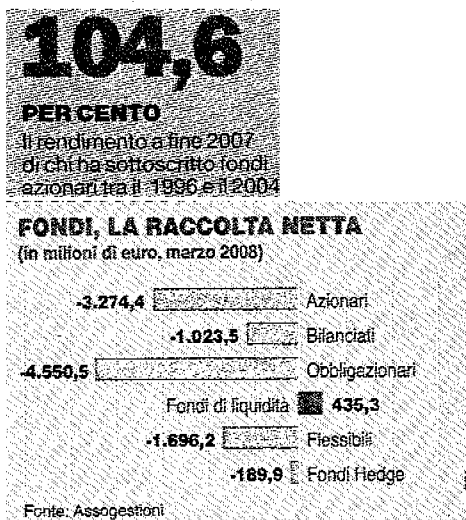 104,6
PER CENTO
Il rendimento a fine 2007
di chi ha sottoscritto fondi
azionari tra il 1996 e il 2004
FONDI, LA RACCOLTA NETTA
(in milioni di euro, marzo 2008)
-3.274,4 Azionari
-1.023,5 Bilanciati
-4.550,5 Obbligazionari
Fondi di liquidità 435,3
-1.696,2 Flessibili
-189,9 Fondi Hedge
Fonte: Assogestioni